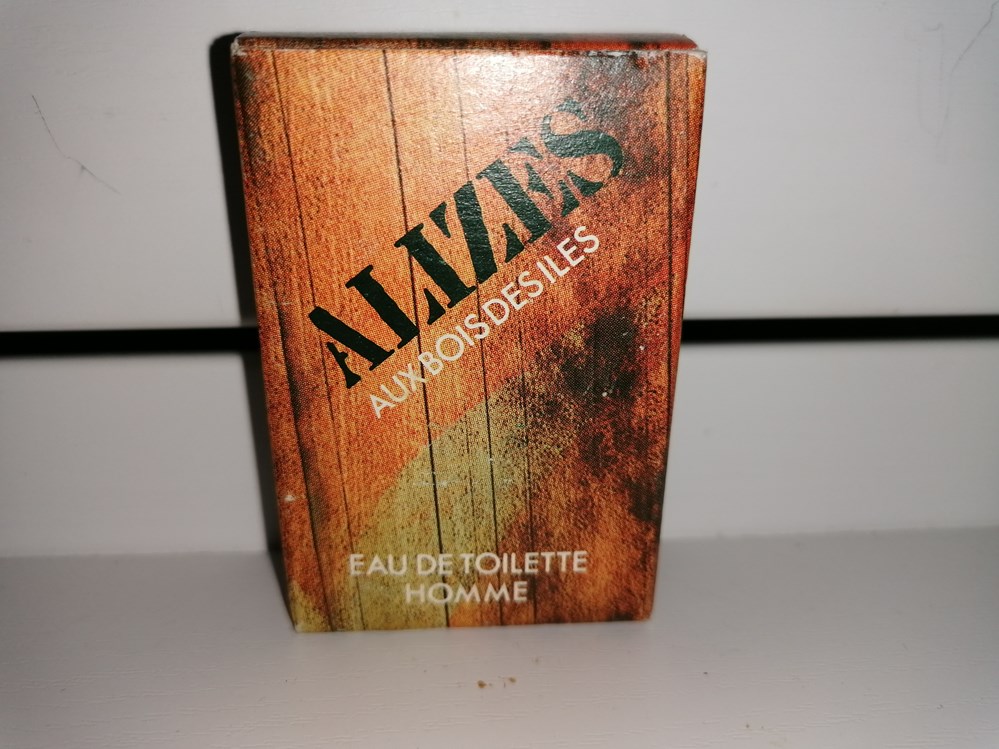 ALIZES
AUX BOIS DES ILES
EAU DE TOILETTE
HOMME